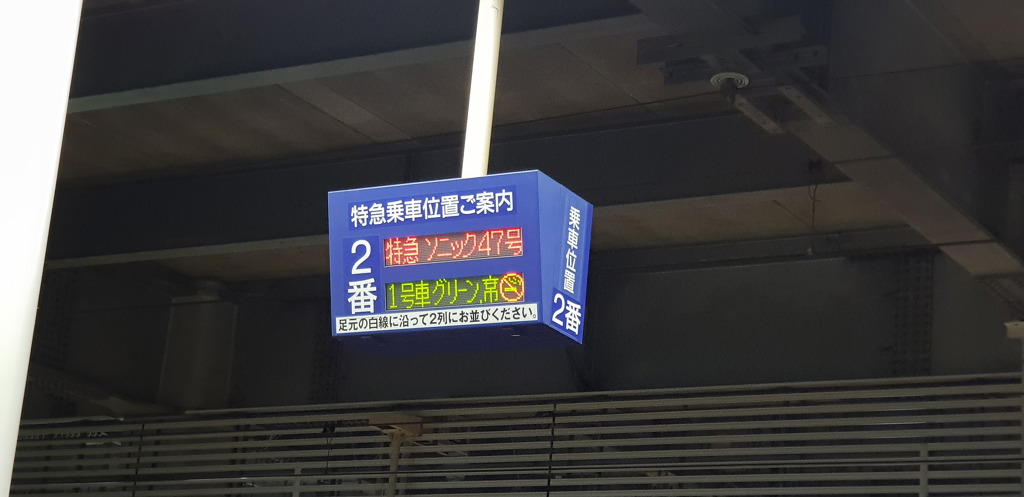 特急乗車位置ご案内
2番
特急 ソニック47号
1号車グリーン席
足元の白線に沿って2列にお並びください。
乗車位置
2番